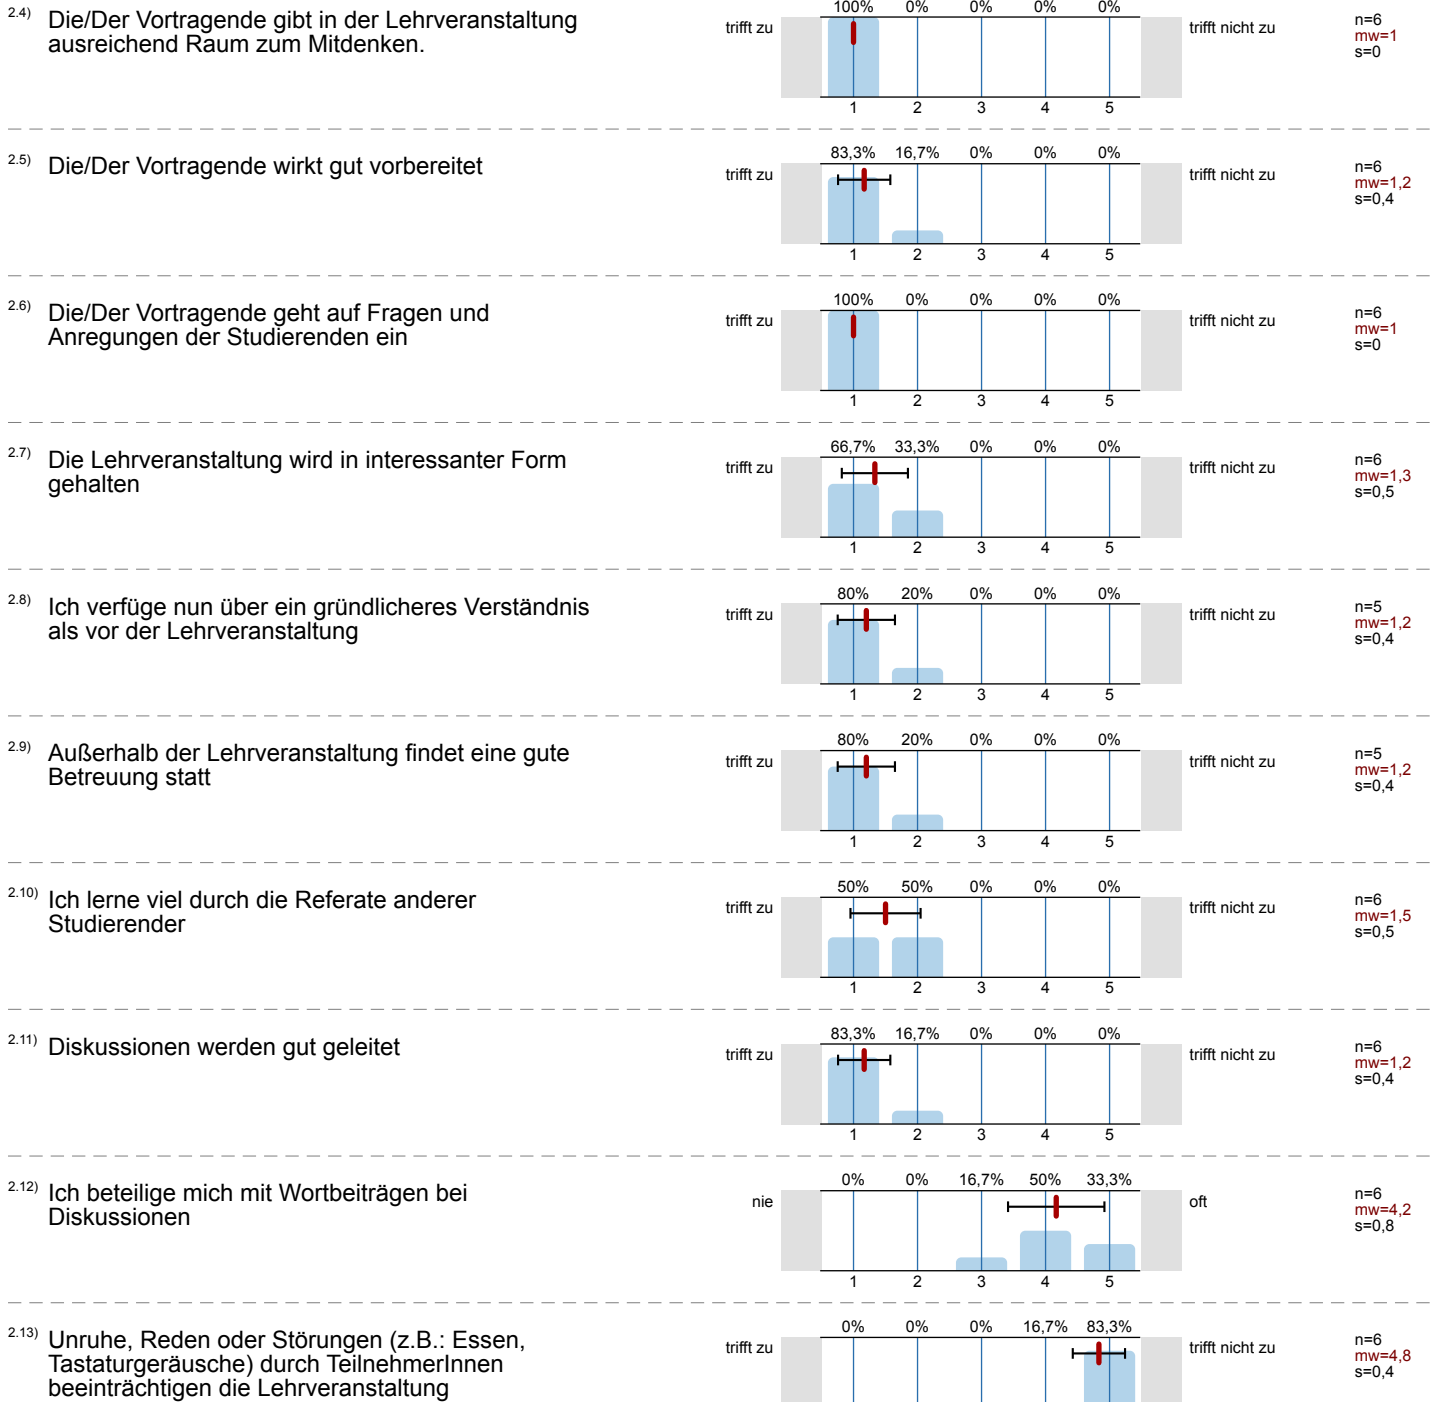 2.4) Die/Der Vortragende gibt in der Lehrveranstaltung
ausreichend Raum zum Mitdenken.
100% 0% 0% 0% 0%
trifft zu
trifft nicht zu
1 2 3 4 5
n=6
mw=1
s=0
2.5) Die/Der Vortragende wirkt gut vorbereitet
83,3% 16,7% 0% 0% 0%
trifft zu
trifft nicht zu
1 2 3 4 5
n=6
mw=1,2
s=0,4
2.6) Die/Der Vortragende geht auf Fragen und
Anregungen der Studierenden ein
100% 0% 0% 0% 0%
trifft zu
trifft nicht zu
1 2 3 4 5
n=6
mw=1
s=0
2.7) Die Lehrveranstaltung wird in interessanter Form
gehalten
66,7% 33,3% 0% 0% 0%
trifft zu
trifft nicht zu
1 2 3 4 5
n=6
mw=1,3
s=0,5
2.8) Ich verfüge nun über ein gründlicheres Verständnis
als vor der Lehrveranstaltung
80% 20% 0% 0% 0%
trifft zu
trifft nicht zu
1 2 3 4 5
n=5
mw=1,2
s=0,4
2.9) Außerhalb der Lehrveranstaltung findet eine gute
Betreuung statt
80% 20% 0% 0% 0%
trifft zu
trifft nicht zu
1 2 3 4 5
n=5
mw=1,2
s=0,4
2.10) Ich lerne viel durch die Referate anderer
Studierender
50% 50% 0% 0% 0%
trifft zu
trifft nicht zu
1 2 3 4 5
n=6
mw=1,5
s=0,5
2.11) Diskussionen werden gut geleitet
83,3% 16,7% 0% 0% 0%
trifft zu
trifft nicht zu
1 2 3 4 5
n=6
mw=1,2
s=0,4
2.12) Ich beteilige mich mit Wortbeiträgen bei
Diskussionen
0% 0% 16,7% 50% 33,3%
nie
oft
1 2 3 4 5
n=6
mw=4,2
s=0,8
2.13) Unruhe, Reden oder Störungen (z.B.: Essen,
Tastaturgeräusche) durch TeilnehmerInnen
beeinträchtigen die Lehrveranstaltung
0% 0% 0% 16,7% 83,3%
trifft zu
trifft nicht zu
n=6
mw=4,8
s=0,4